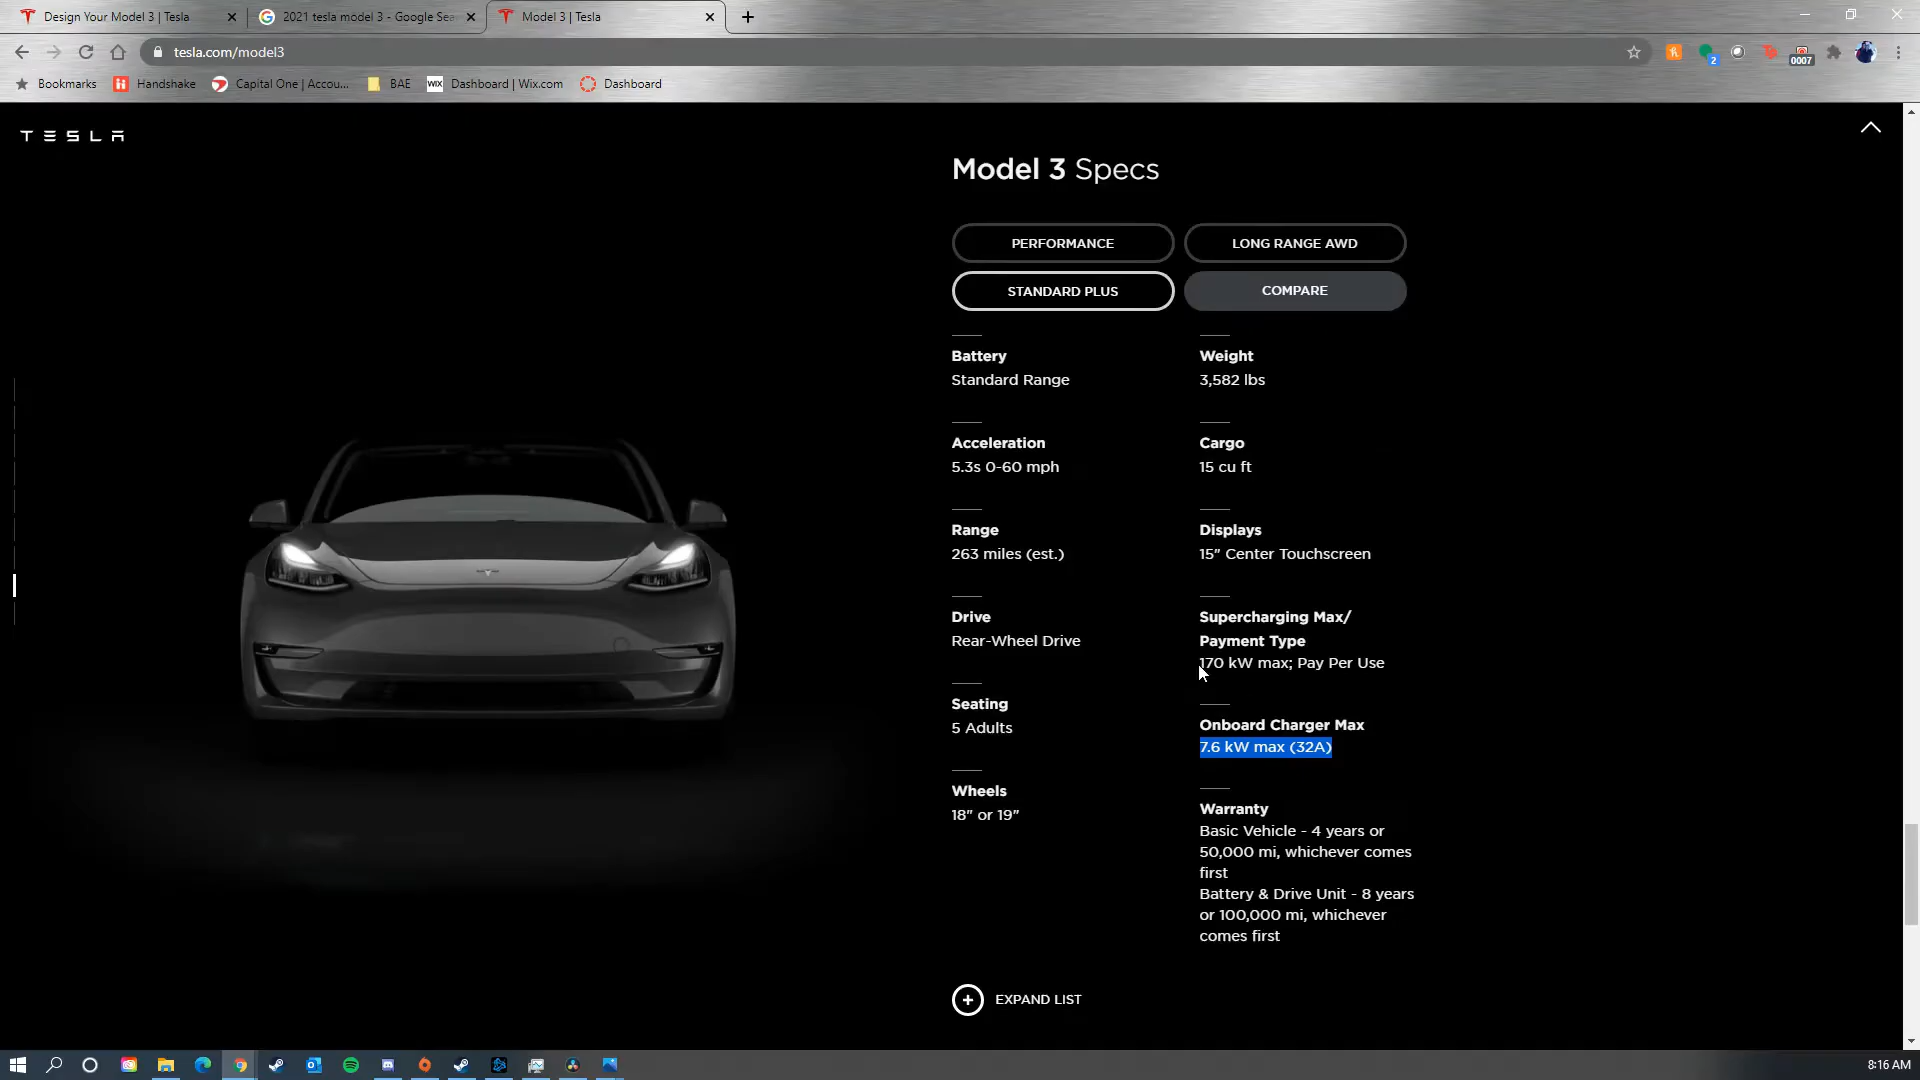 Design Your Model 3 | Tesla
2021 tesla model 3 - Google Sea
Model 3 | Tesla
tesla.com/model3
2
0007
Bookmarks
Handshake
Capital One | Accou...
BAE
WIX
Dashboard | Wix.com
Dashboard
TESLA
Model 3 Specs
PERFORMANCE
LONG RANGE AWD
STANDARD PLUS
COMPARE
Battery
Standard Range
Acceleration
5.3s 0-60 mph
Range
263 miles (est.)
Drive
Rear-Wheel Drive
Seating
5 Adults
Wheels
18" or 19"
Weight
3,582 lbs
Cargo
15 cu ft
Displays
15" Center Touchscreen
Supercharging Max/
Payment Type
170 kW max; Pay Per Use
Onboard Charger Max
7.6 kW max (32A)
Warranty
Basic Vehicle - 4 years or
50,000 mi, whichever comes
first
Battery & Drive Unit - 8 years
or 100,000 mi, whichever
comes first
EXPAND LIST
8:16 AM